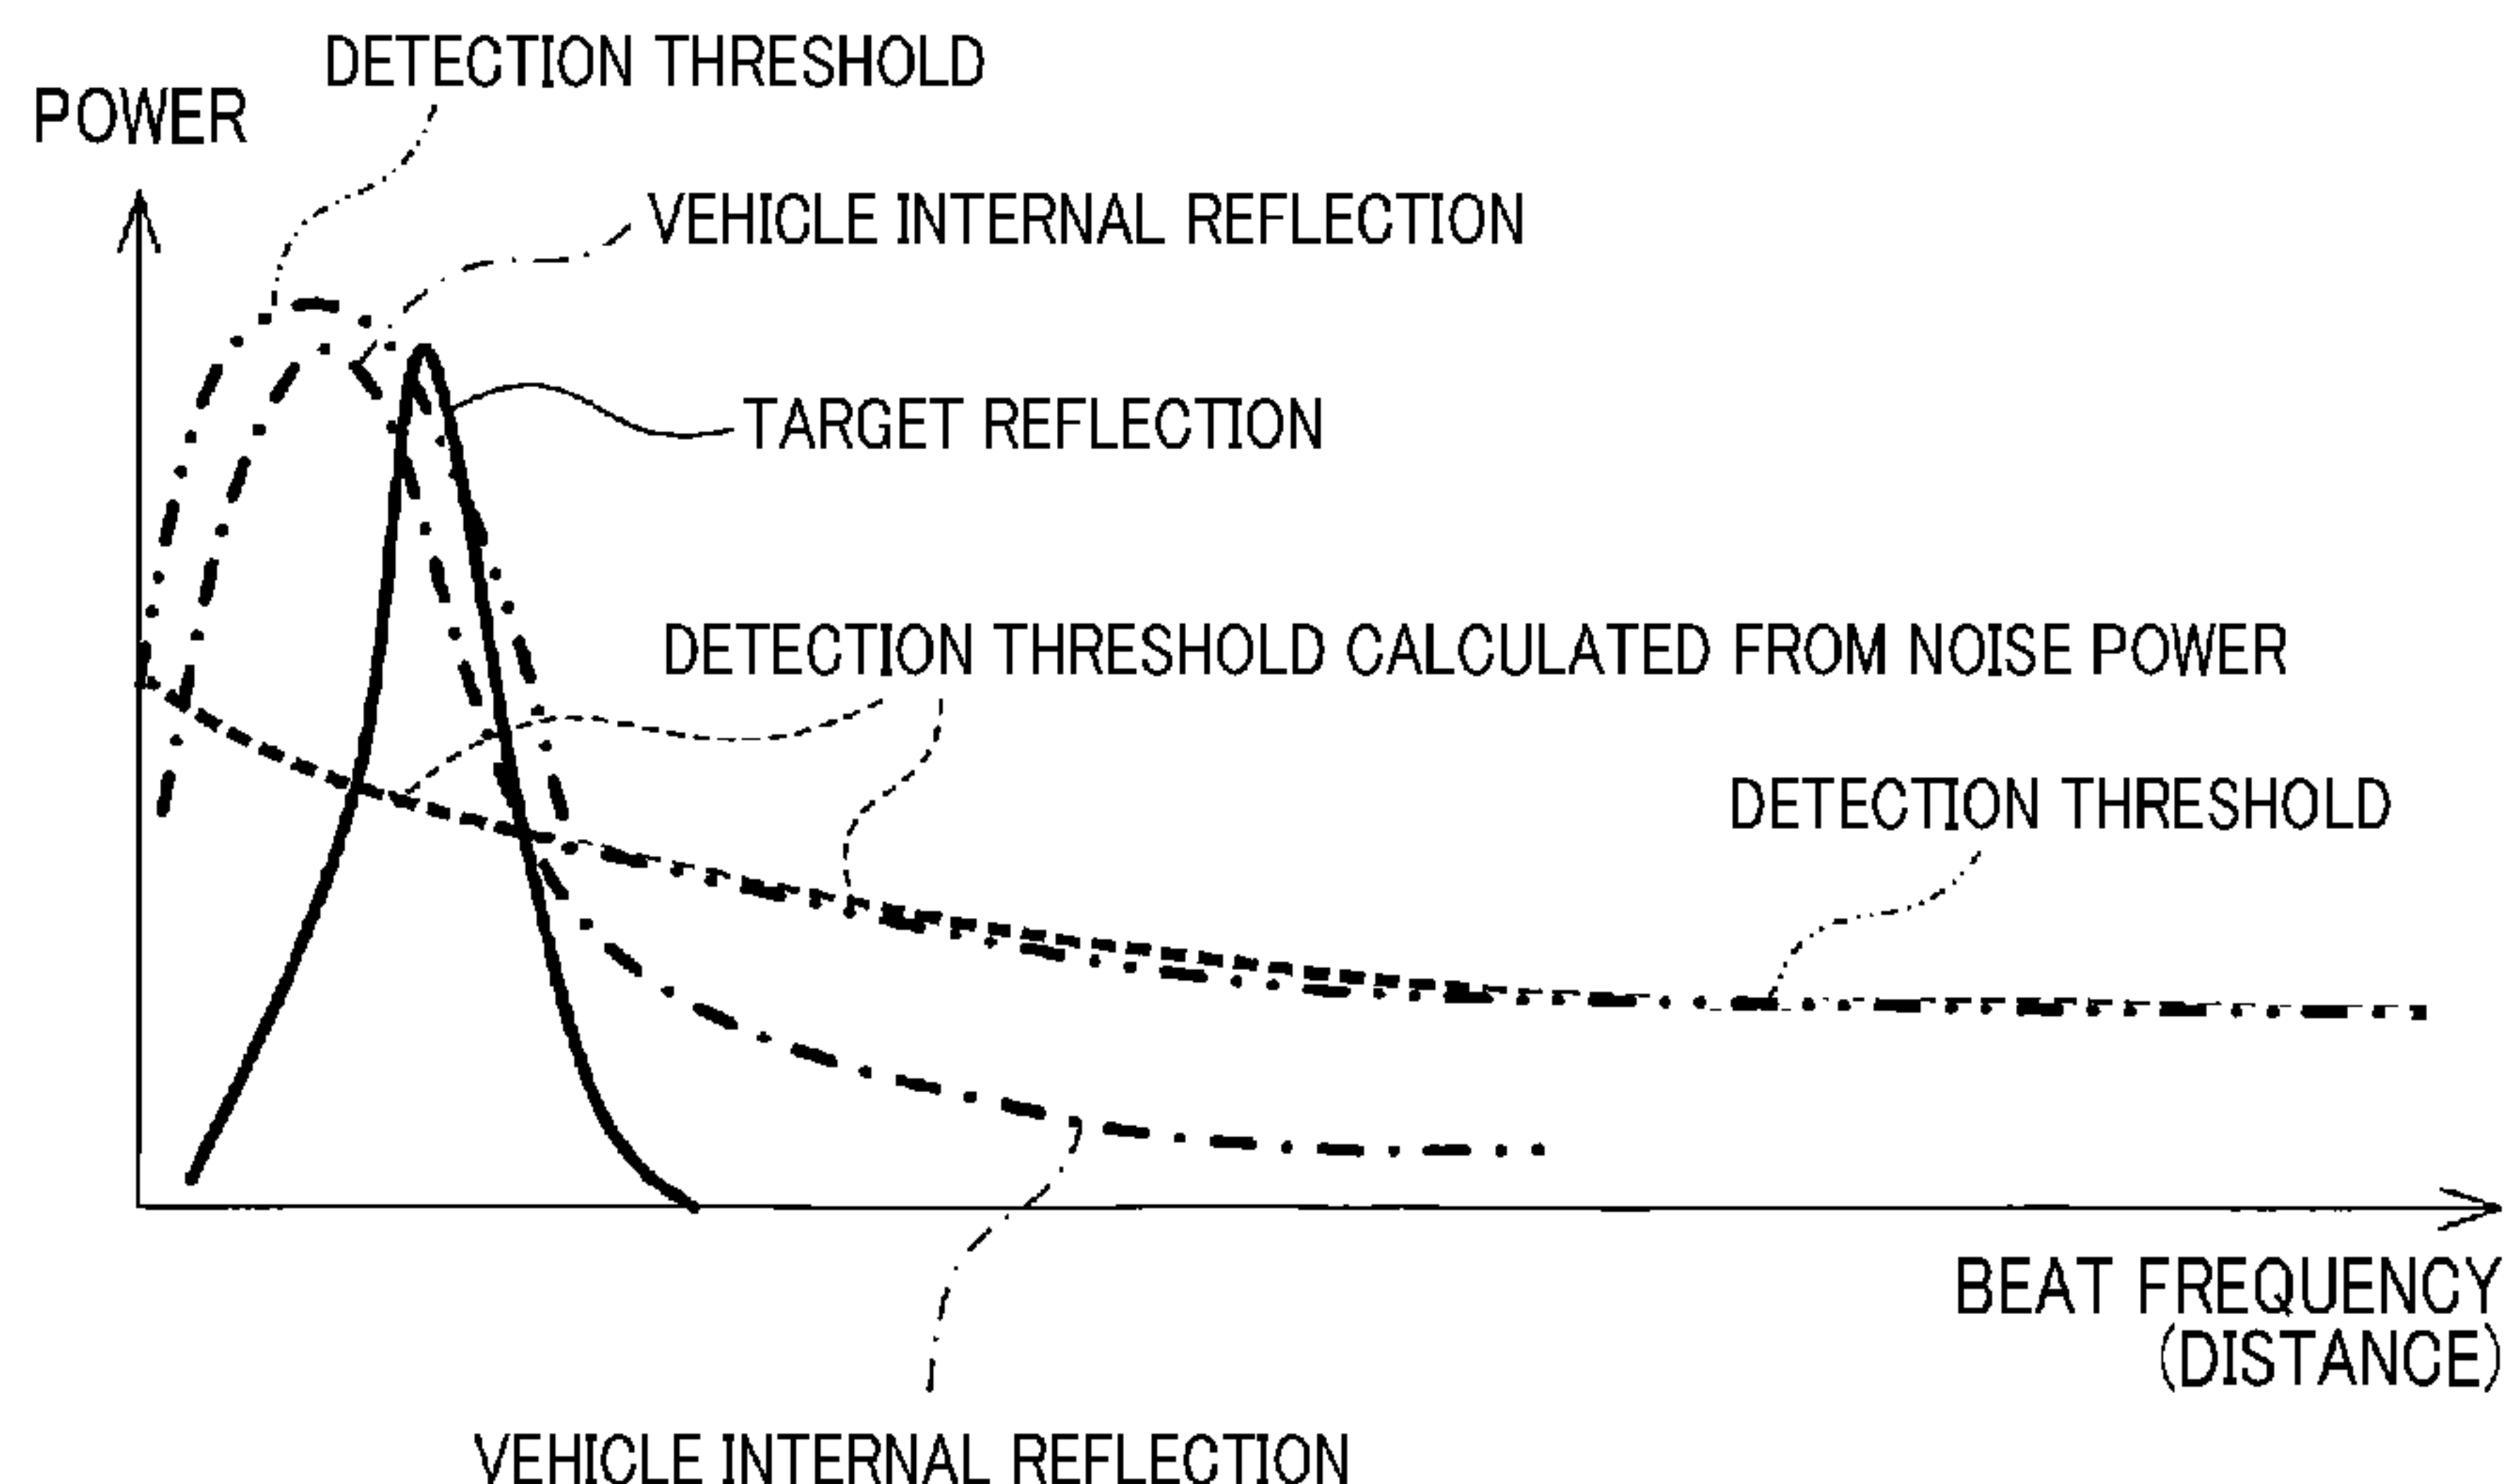 DETECTION THRESHOLD
POWER
VEHICLE INTERNAL REFLECTION
TARGET REFLECTION
DETECTION THRESHOLD CALCULATED FROM NOISE POWER
DETECTION THRESHOLD
BEAT FREQUENCY
(DISTANCE)
VEHICLE INTERNAL REFLECTION